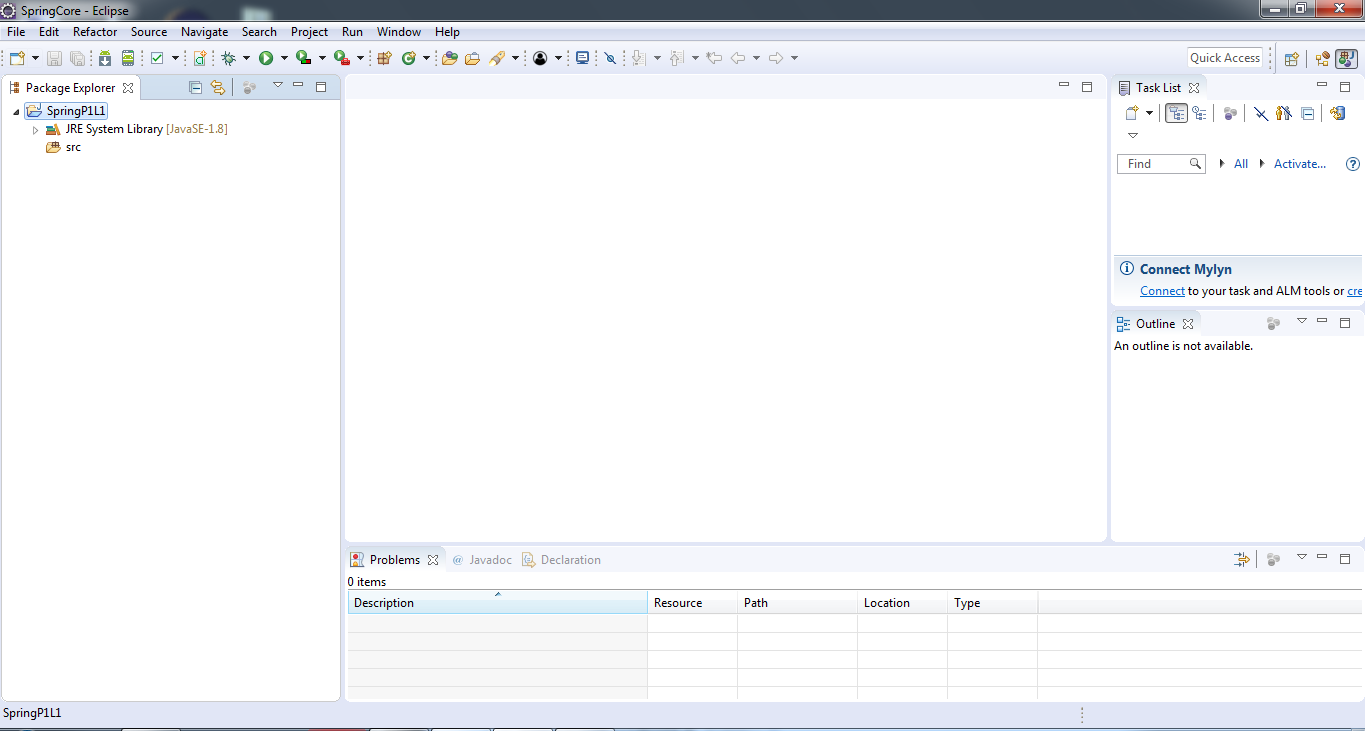 SpringCore - Eclipse
File Edit Refactor Source Navigate Search Project Run Window Help
Quick Access
Package Explorer
SpringP1L1
JRE System Library [JavaSE-1.8]
src
Task List
Find All Activate...
Connect Mylyn
Connect to your task and ALM tools or cre
Outline
An outline is not available.
Problems @ Javadoc Declaration
0 items
Description Resource Path Location Type
SpringP1L1